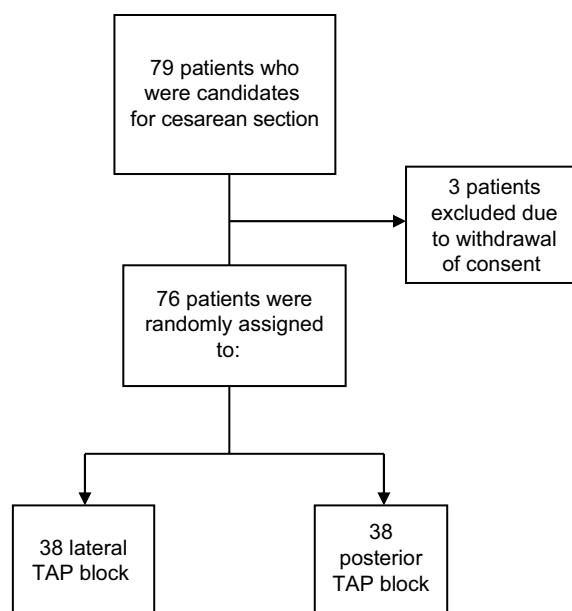 79 patients who
were candidates
for cesarean section
3 patients
excluded due
to withdrawal
of consent
76 patients were
randomly assigned
to:
38 lateral
TAP block
38
posterior
TAP block